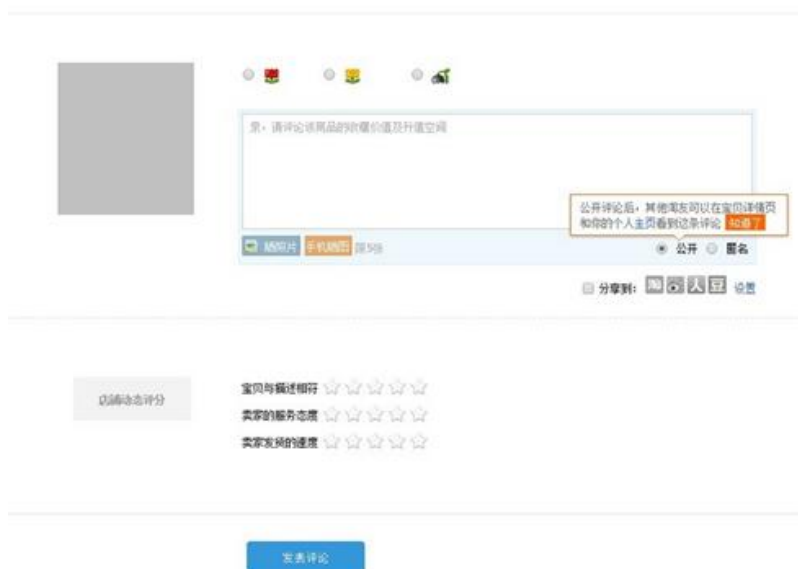 亲，请评论该商品的收藏价值及升值空间
公开评论后，其他淘友可以在宝贝详情页
和你的个人主页看到这条评论 知道了
晒照片 手机晒图 限5张
公开 匿名
分享到： 淘 人 豆 设置
店铺动态评分
宝贝与描述相符
卖家的服务态度
卖家发货的速度
发表评论